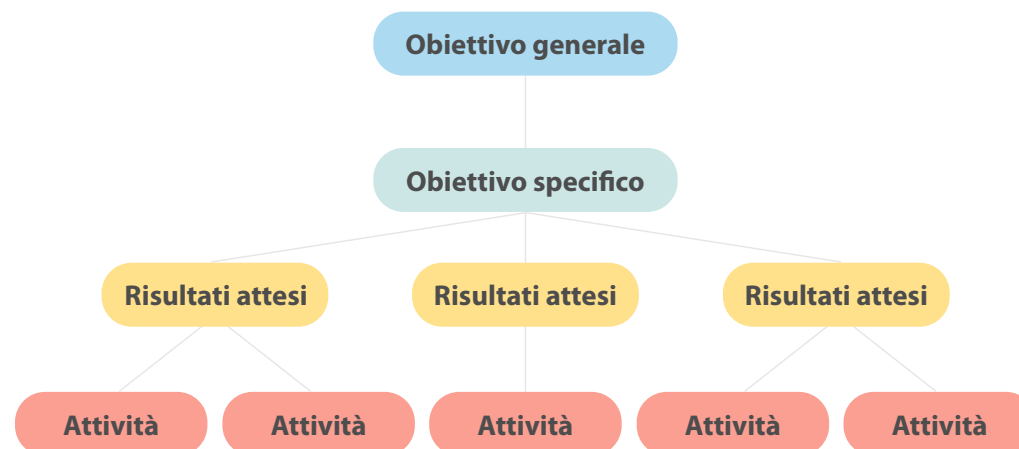 Obiettivo generale
Obiettivo specifico
Risultati attesi
Risultati attesi
Risultati attesi
Attività
Attività
Attività
Attività
Attività